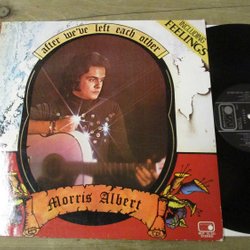 after we've left each other
INCLUDING
FEELINGS
Morris Albert